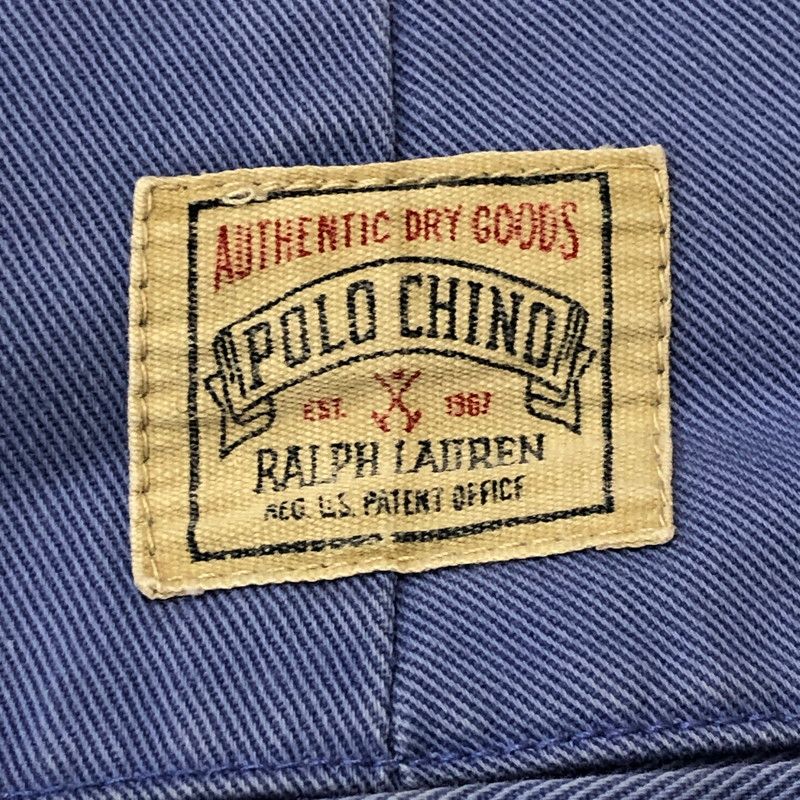 AUTHENTIC DRY GOODS
POLO CHINO
EST. 1967
RALPH LAUREN
REG. U.S. PATENT OFFICE